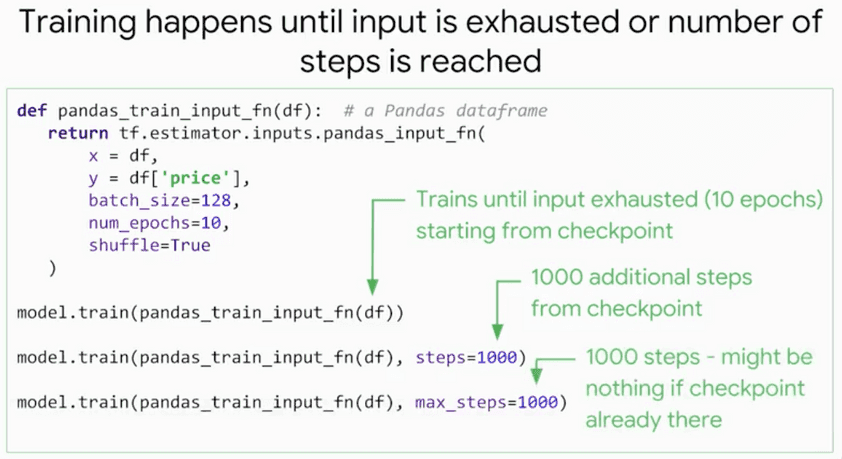 Training happens until input is exhausted or number of
steps is reached
def pandas_train_input_fn(df):  # a Pandas dataframe
   return tf.estimator.inputs.pandas_input_fn(
      x = df,
      y = df['price'],
      batch_size=128,
      num_epochs=10,
      shuffle=True
   )
Trains until input exhausted (10 epochs)
starting from checkpoint
model.train(pandas_train_input_fn(df))
1000 additional steps
from checkpoint
model.train(pandas_train_input_fn(df), steps=1000)
1000 steps - might be
nothing if checkpoint
already there
model.train(pandas_train_input_fn(df), max_steps=1000)